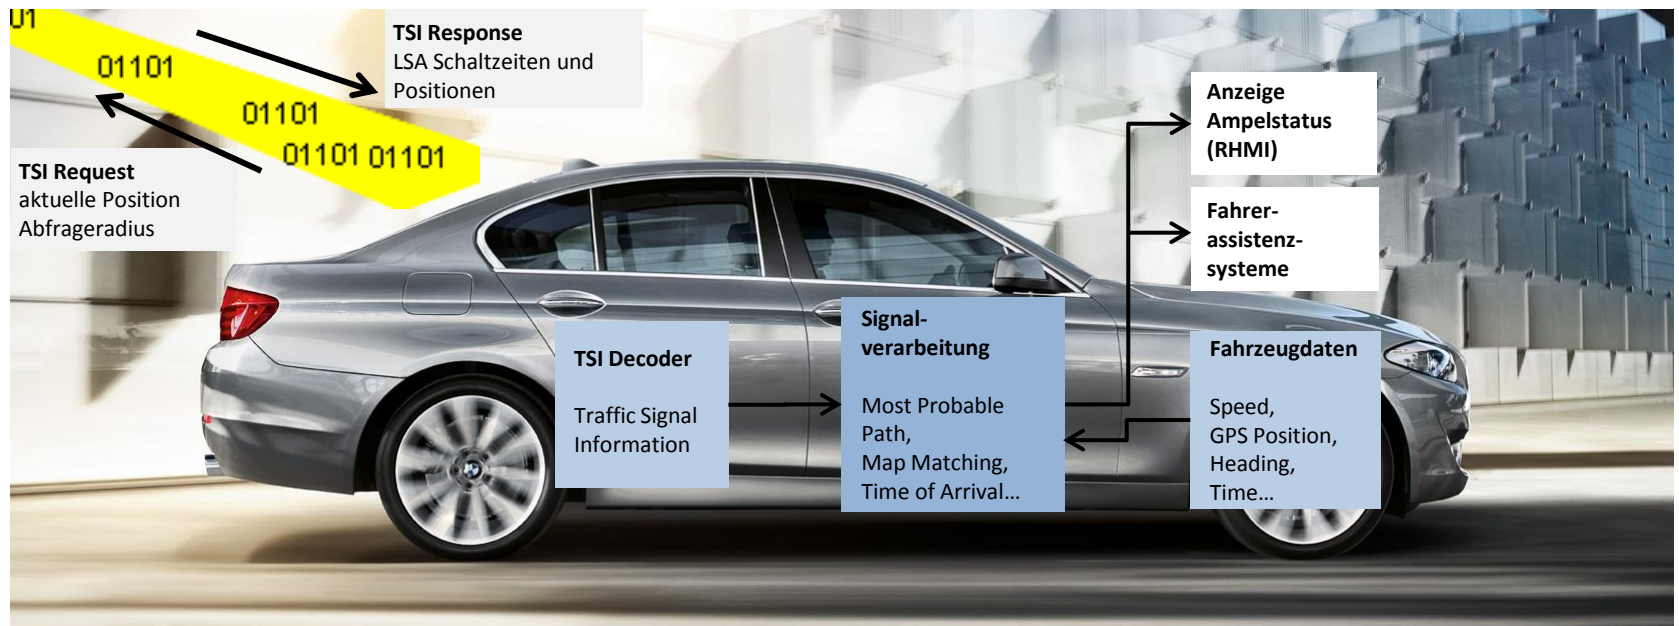 01
01101
01101
01101 01101
TSI Response
LSA Schaltzeiten und
Positionen
TSI Request
aktuelle Position
Abfrageradius
Anzeige
Ampelstatus
(RHMI)
Fahrer-
assistenz-
systeme
TSI Decoder
Traffic Signal
Information
Signal-
verarbeitung
Most Probable
Path,
Map Matching,
Time of Arrival…
Fahrzeugdaten
Speed,
GPS Position,
Heading,
Time…